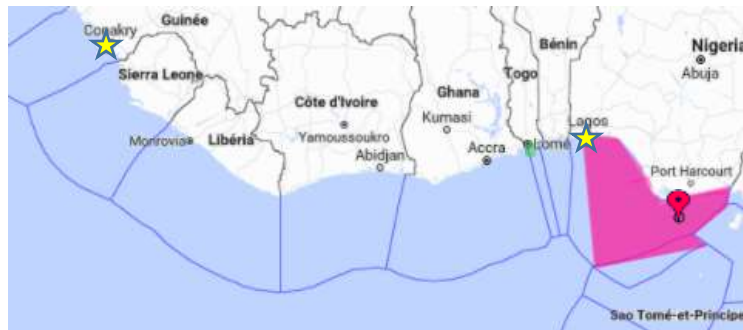 Guinée
Conakry
Sierra Leone
Monrovia
Libéria
Côte d'Ivoire
Yamoussoukro
Abidjan
Ghana
Kumasi
Accra
Togo
Lomé
Bénin
Lagos
Nigeria
Abuja
Port Harcourt
Sao Tomé-et-Principe